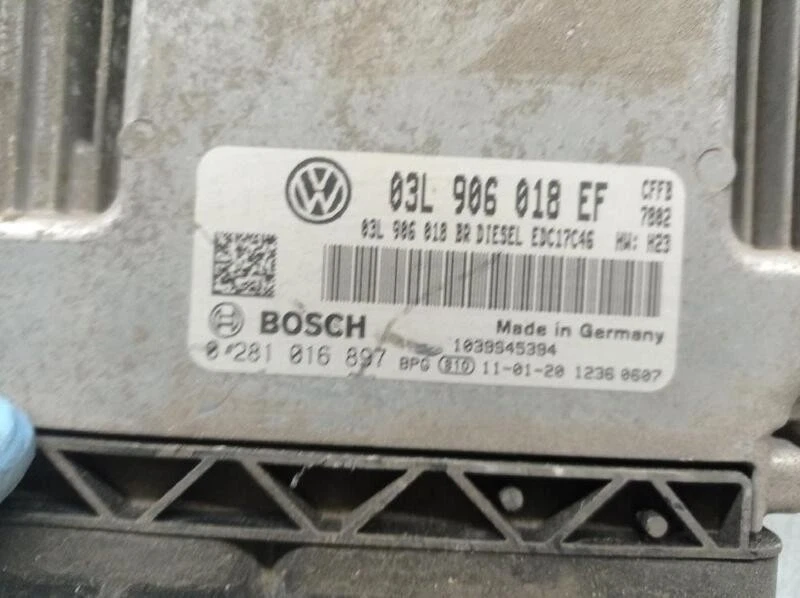 03L 906 018 EF CFFB
7002
03L 906 018 BR DIESEL EDC17C46 HW: H23
BOSCH Made in Germany
1039S45394
0 281 016 897 BPG 810 11-01-20 1236 0607